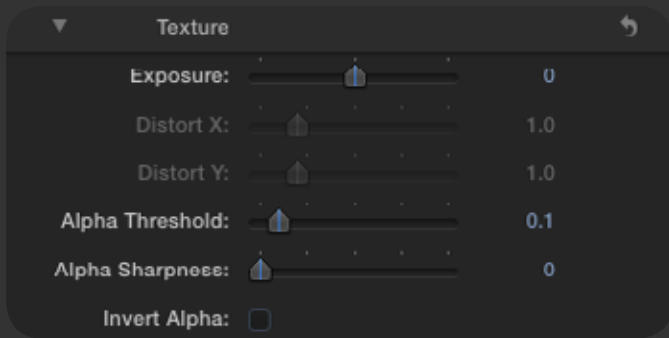 Texture
Exposure: 0
Distort X: 1.0
Distort Y: 1.0
Alpha Threshold: 0.1
Alpha Sharpness: 0
Invert Alpha: